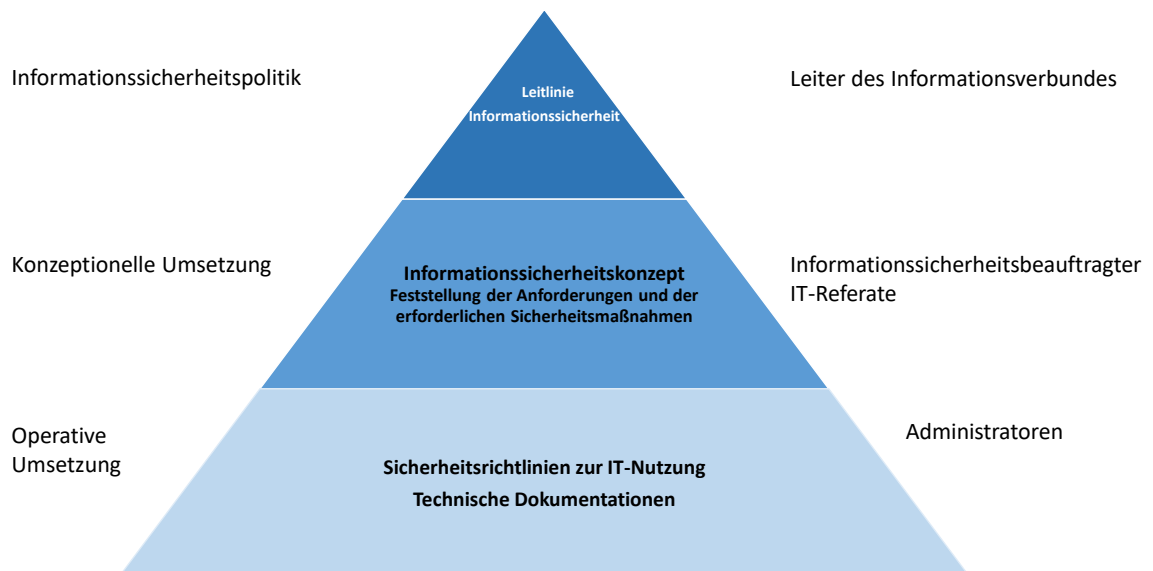 Informationssicherheitspolitik
Leitlinie
Informationssicherheit
Leiter des Informationsverbundes
Konzeptionelle Umsetzung
Informationssicherheitskonzept
Feststellung der Anforderungen und der
erforderlichen Sicherheitsmaßnahmen
Informationssicherheitsbeauftragter
IT-Referate
Operative
Umsetzung
Sicherheitsrichtlinien zur IT-Nutzung
Technische Dokumentationen
Administratoren